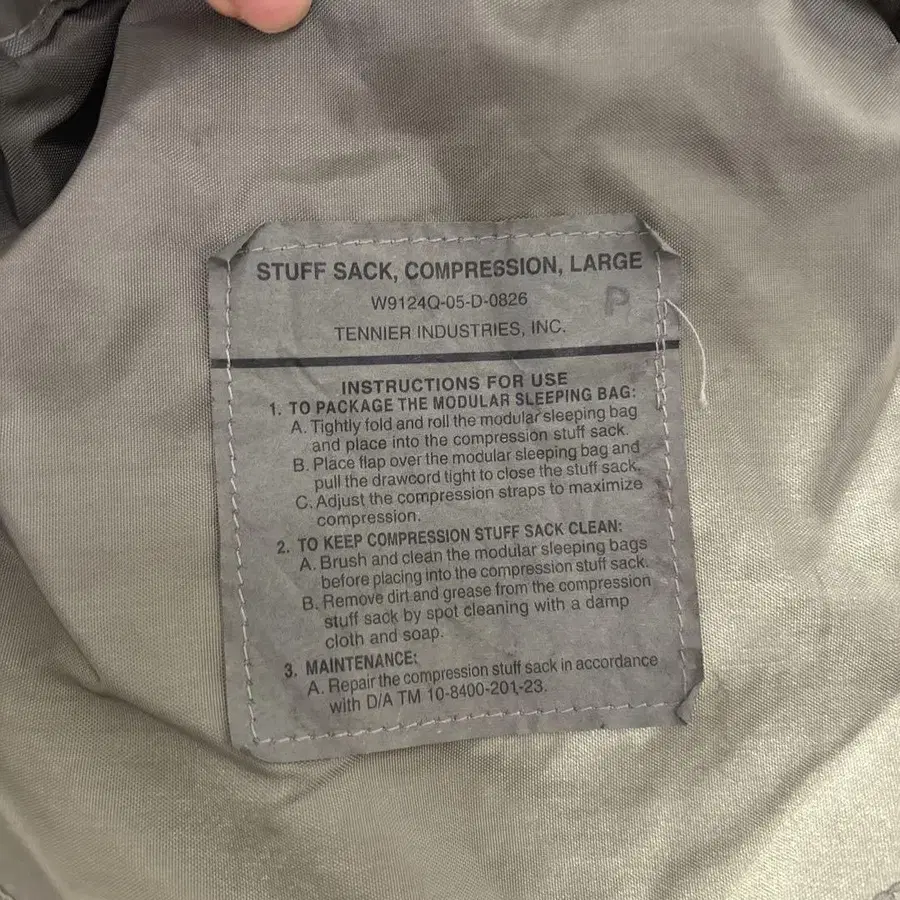 STUFF SACK, COMPRESSION, LARGE
W9124Q-05-D-0826
P
TENNIER INDUSTRIES, INC.
INSTRUCTIONS FOR USE
1. TO PACKAGE THE MODULAR SLEEPING BAG:
A. Tightly fold and roll the modular sleeping bag
and place into the compression stuff sack.
B. Place flap over the modular sleeping bag and
pull the drawcord tight to close the stuff sack.
C. Adjust the compression straps to maximize
compression.
2. TO KEEP COMPRESSION STUFF SACK CLEAN:
A. Brush and clean the modular sleeping bags
before placing into the compression stuff sack.
B. Remove dirt and grease from the compression
stuff sack by spot cleaning with a damp
cloth and soap.
3. MAINTENANCE:
A. Repair the compression stuff sack in accordance
with D/A TM 10-8400-201-23.